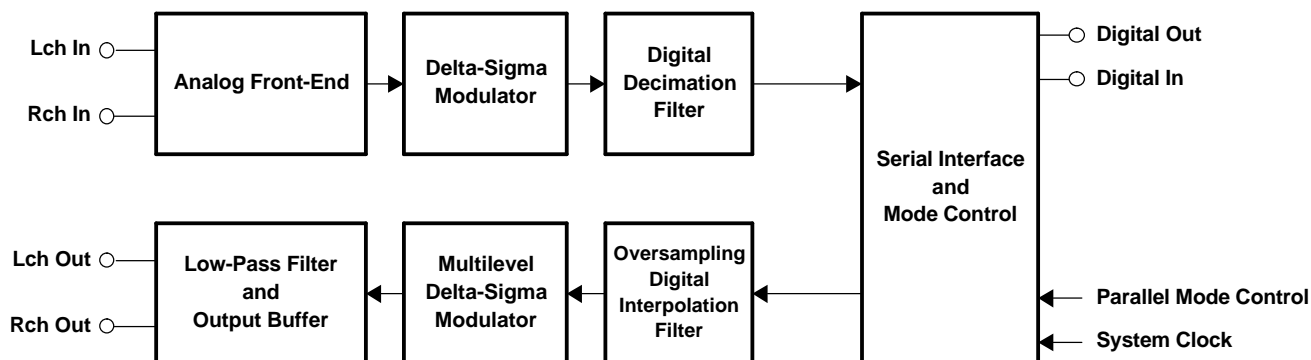 Lch In
Rch In
Analog Front-End
Delta-Sigma
Modulator
Digital
Decimation
Filter
Serial Interface
and
Mode Control
Digital Out
Digital In
Lch Out
Rch Out
Low-Pass Filter
and
Output Buffer
Multilevel
Delta-Sigma
Modulator
Oversampling
Digital
Interpolation
Filter
Parallel Mode Control
System Clock